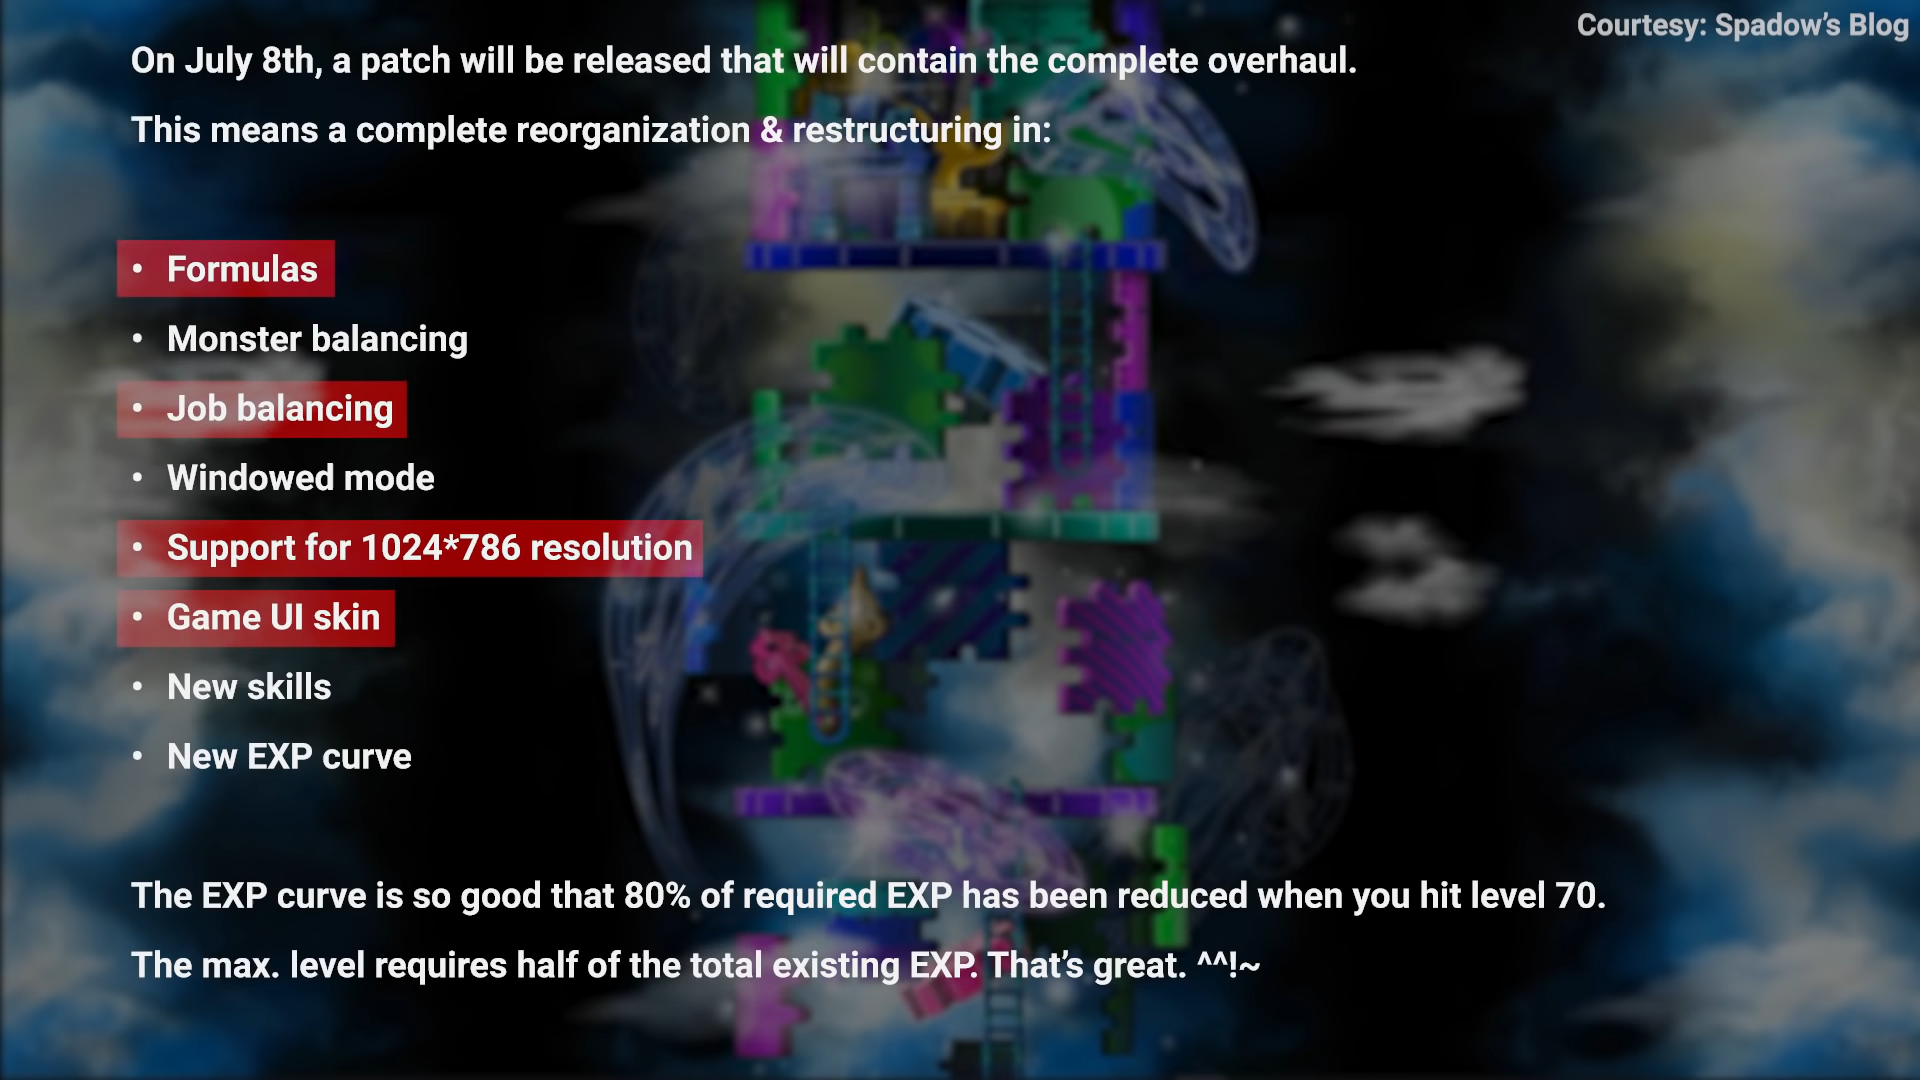 Courtesy: Spadow’s Blog
On July 8th, a patch will be released that will contain the complete overhaul.
This means a complete reorganization & restructuring in:
• Formulas
• Monster balancing
• Job balancing
• Windowed mode
• Support for 1024*786 resolution
• Game UI skin
• New skills
• New EXP curve
The EXP curve is so good that 80% of required EXP has been reduced when you hit level 70.
The max. level requires half of the total existing EXP. That’s great. ^^!~